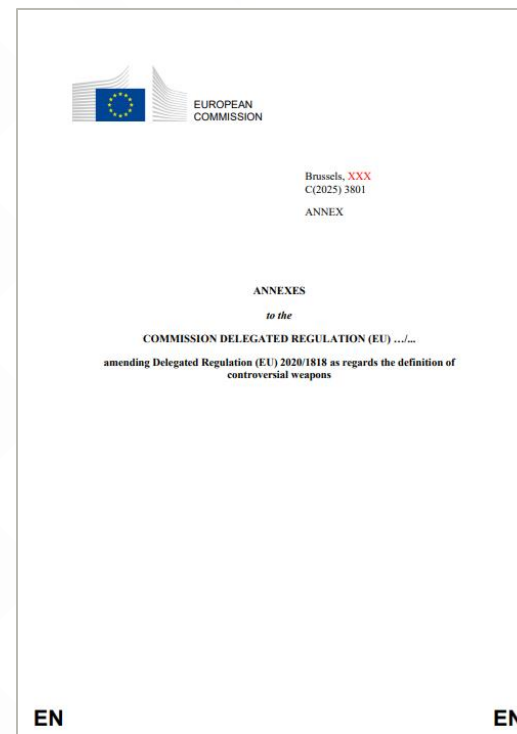 EUROPEAN
COMMISSION
Brussels, XXX
C(2025) 3801
ANNEX
ANNEXES
to the
COMMISSION DELEGATED REGULATION (EU) …/...
amending Delegated Regulation (EU) 2020/1818 as regards the definition of
controversial weapons
EN
EN